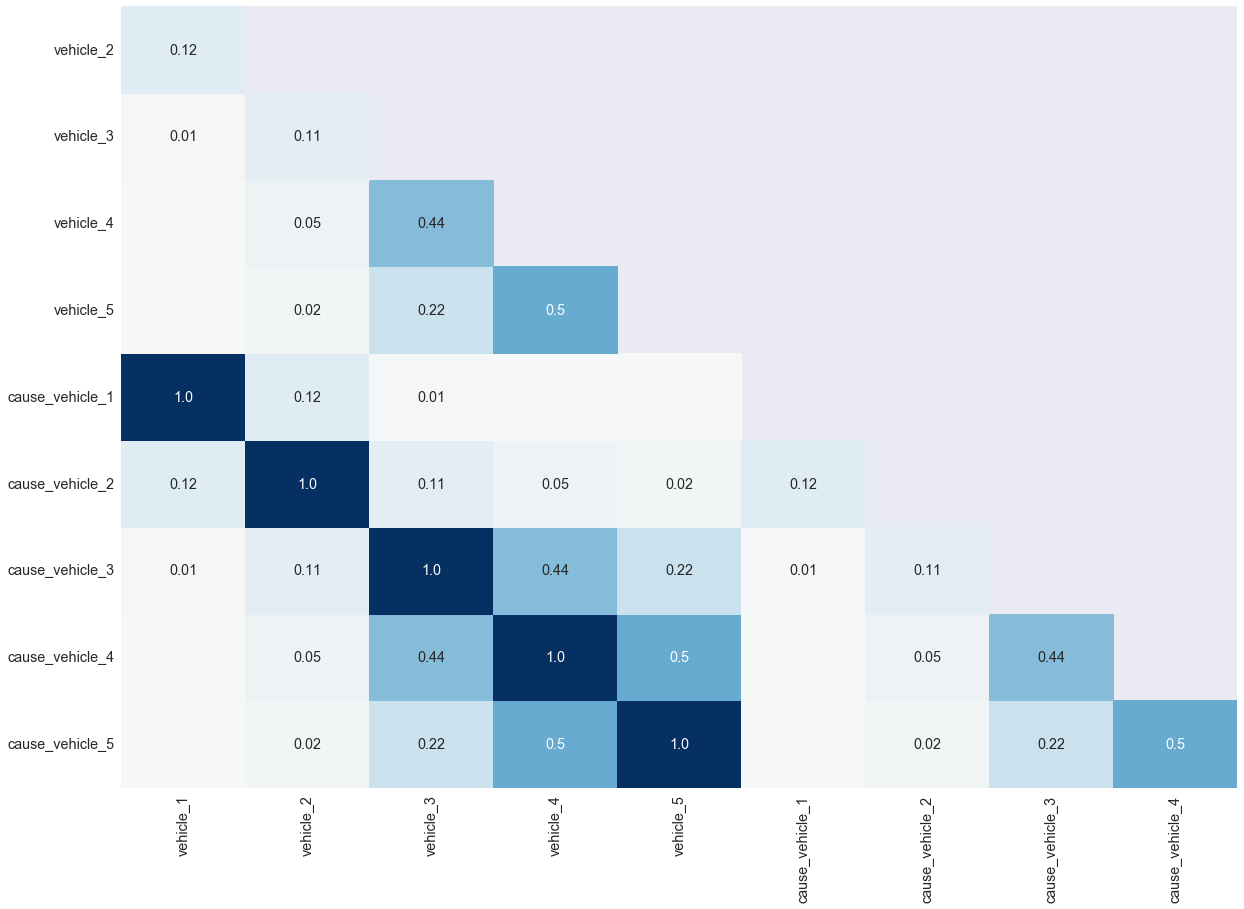 vehicle_2 0.12
vehicle_3 0.01 0.11
vehicle_4 0.05 0.44
vehicle_5 0.02 0.22 0.5
cause_vehicle_1 1.0 0.12 0.01
cause_vehicle_2 0.12 1.0 0.11 0.05 0.02 0.12
cause_vehicle_3 0.01 0.11 1.0 0.44 0.22 0.01 0.11
cause_vehicle_4 0.05 0.44 1.0 0.5 0.05 0.44
cause_vehicle_5 0.02 0.22 0.5 1.0 0.02 0.22 0.5
vehicle_1 vehicle_2 vehicle_3 vehicle_4 vehicle_5 cause_vehicle_1 cause_vehicle_2 cause_vehicle_3 cause_vehicle_4